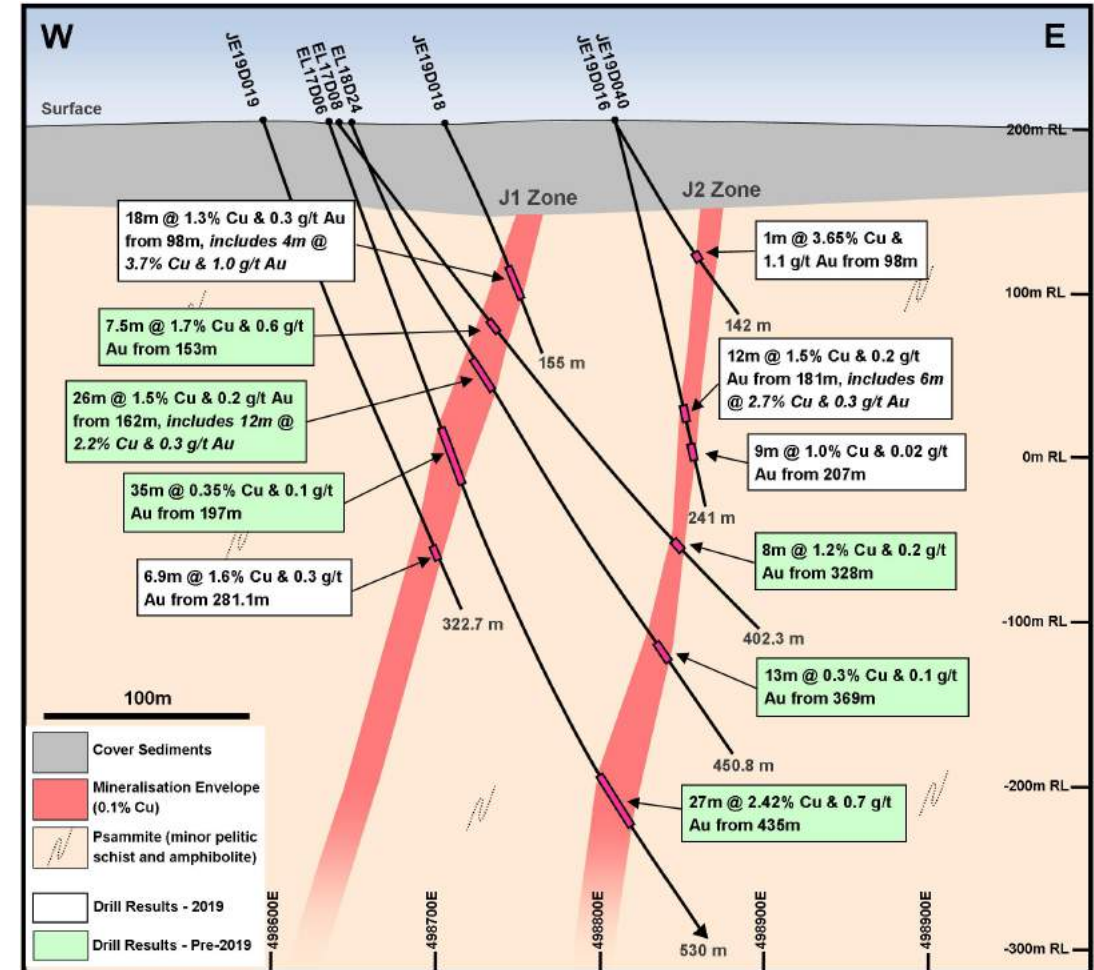 W
E
JE19D019
EL17D06
EL17D08
EL18D24
JE19D018
JE19D016
JE19D040
Surface
200m RL
J1 Zone
J2 Zone
18m @ 1.3% Cu & 0.3 g/t Au
from 98m, includes 4m @
3.7% Cu & 1.0 g/t Au
1m @ 3.65% Cu &
1.1 g/t Au from 98m
100m RL
142 m
7.5m @ 1.7% Cu & 0.6 g/t
Au from 153m
155 m
12m @ 1.5% Cu & 0.2 g/t
Au from 181m, includes 6m
@ 2.7% Cu & 0.3 g/t Au
26m @ 1.5% Cu & 0.2 g/t Au
from 162m, includes 12m @
2.2% Cu & 0.3 g/t Au
9m @ 1.0% Cu & 0.02 g/t
Au from 207m
0m RL
35m @ 0.35% Cu & 0.1 g/t
Au from 197m
241 m
8m @ 1.2% Cu & 0.2 g/t
Au from 328m
6.9m @ 1.6% Cu & 0.3 g/t
Au from 281.1m
322.7 m
-100m RL
402.3 m
13m @ 0.3% Cu & 0.1 g/t
Au from 369m
100m
450.8 m
Cover Sediments
-200m RL
Mineralisation Envelope
(0.1% Cu)
27m @ 2.42% Cu & 0.7 g/t
Au from 435m
Psammite (minor pelitic
schist and amphibolite)
Drill Results - 2019
Drill Results - Pre-2019
498600E
498700E
498800E
498900E
498900E
530 m
-300m RL